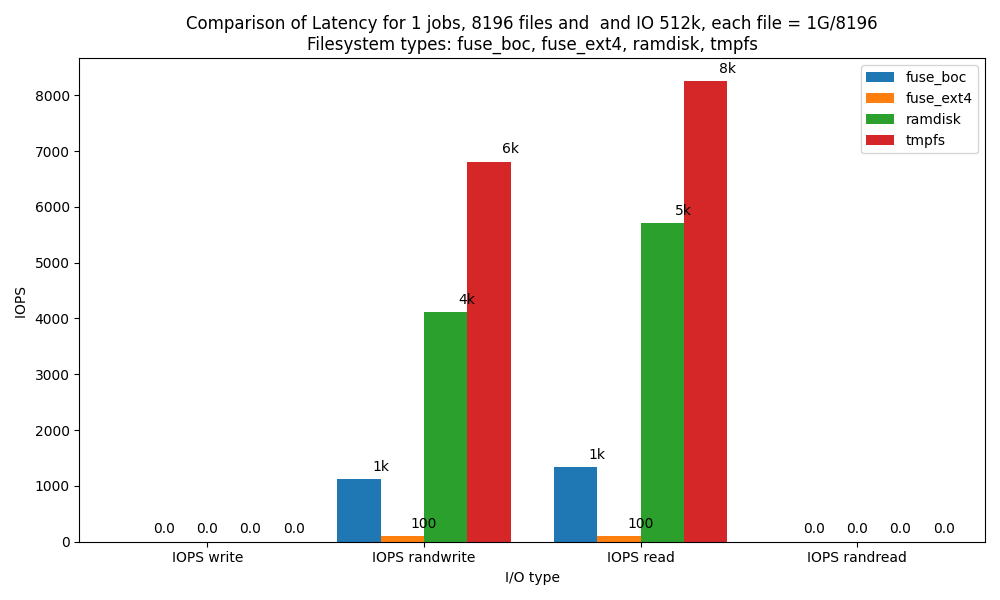 Comparison of Latency for 1 jobs, 8196 files and  and IO 512k, each file = 1G/8196
Filesystem types: fuse_boc, fuse_ext4, ramdisk, tmpfs
fuse_boc
fuse_ext4
ramdisk
tmpfs
IOPS
8000
7000
6000
5000
4000
3000
2000
1000
0
0.0 0.0 0.0 0.0
1k 100 4k 6k
1k 100 5k 8k
0.0 0.0 0.0 0.0
IOPS write IOPS randwrite IOPS read IOPS randread
I/O type